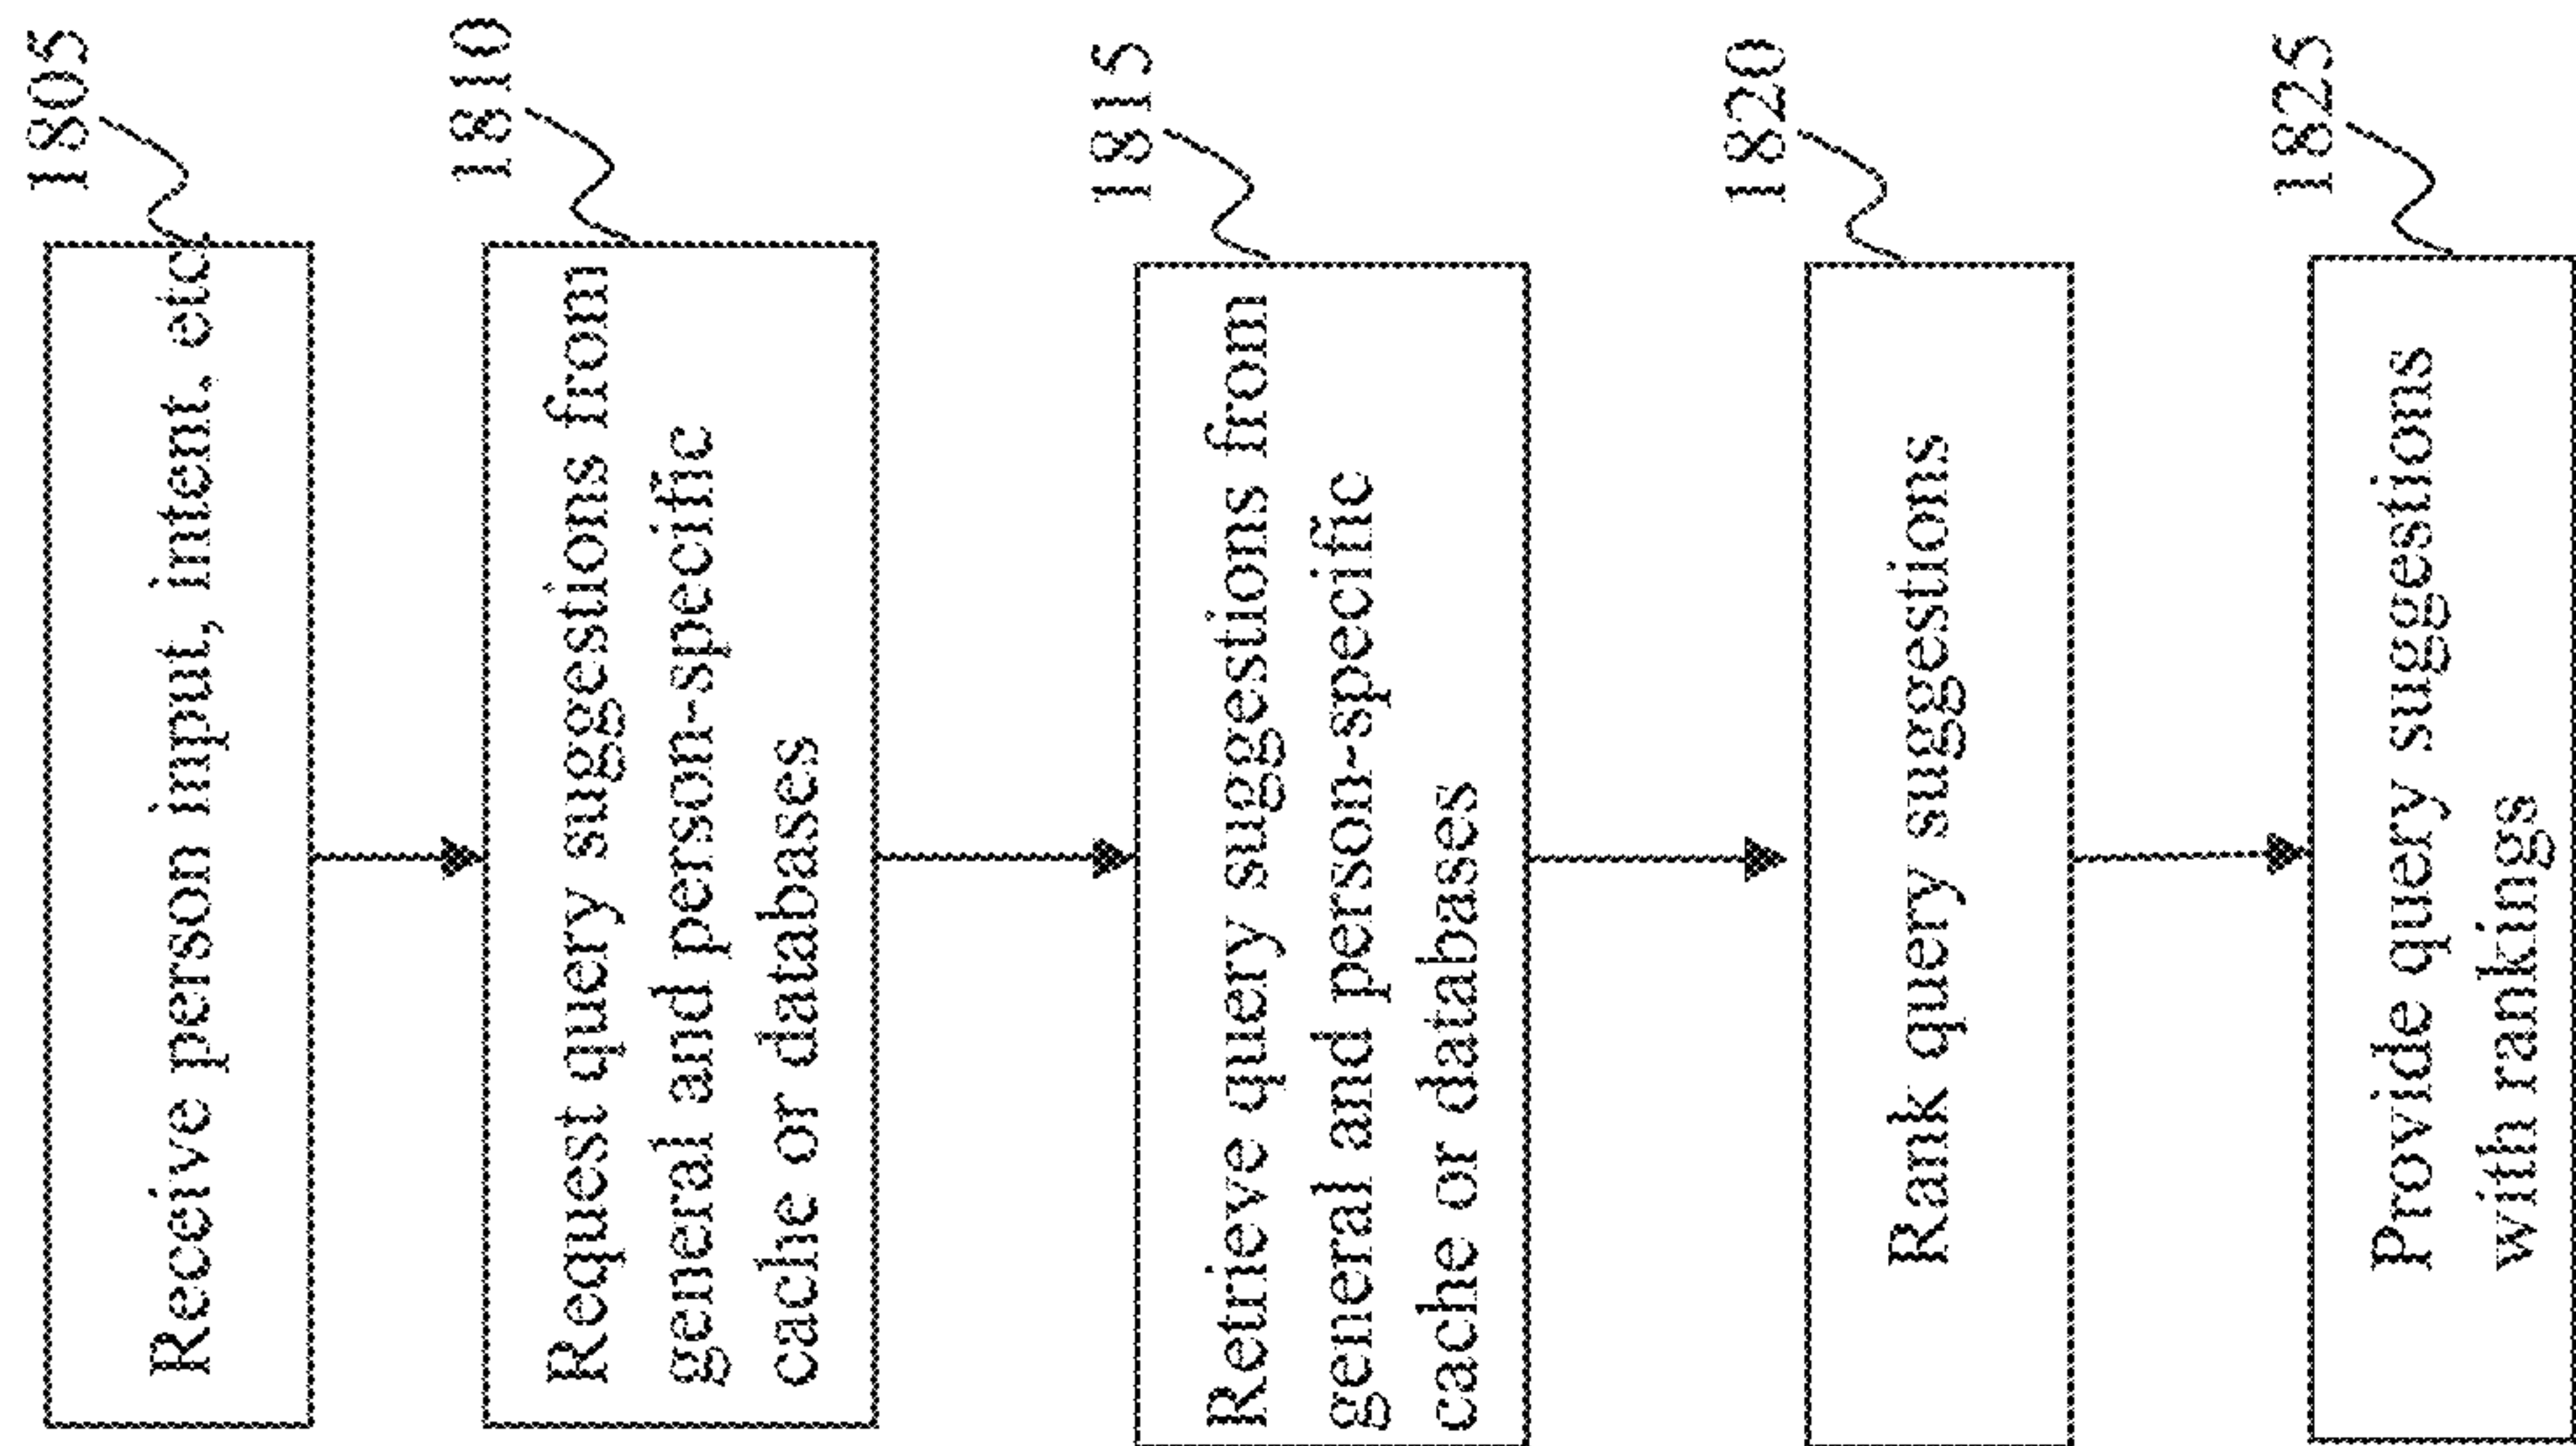 1805
Receive person input, intent, etc.
1810
Request query suggestions from
general and person-specific
cache or databases
1815
Retrieve query suggestions from
general and person-specific
cache or databases
1820
Rank query suggestions
1825
Provide query suggestions
with rankings